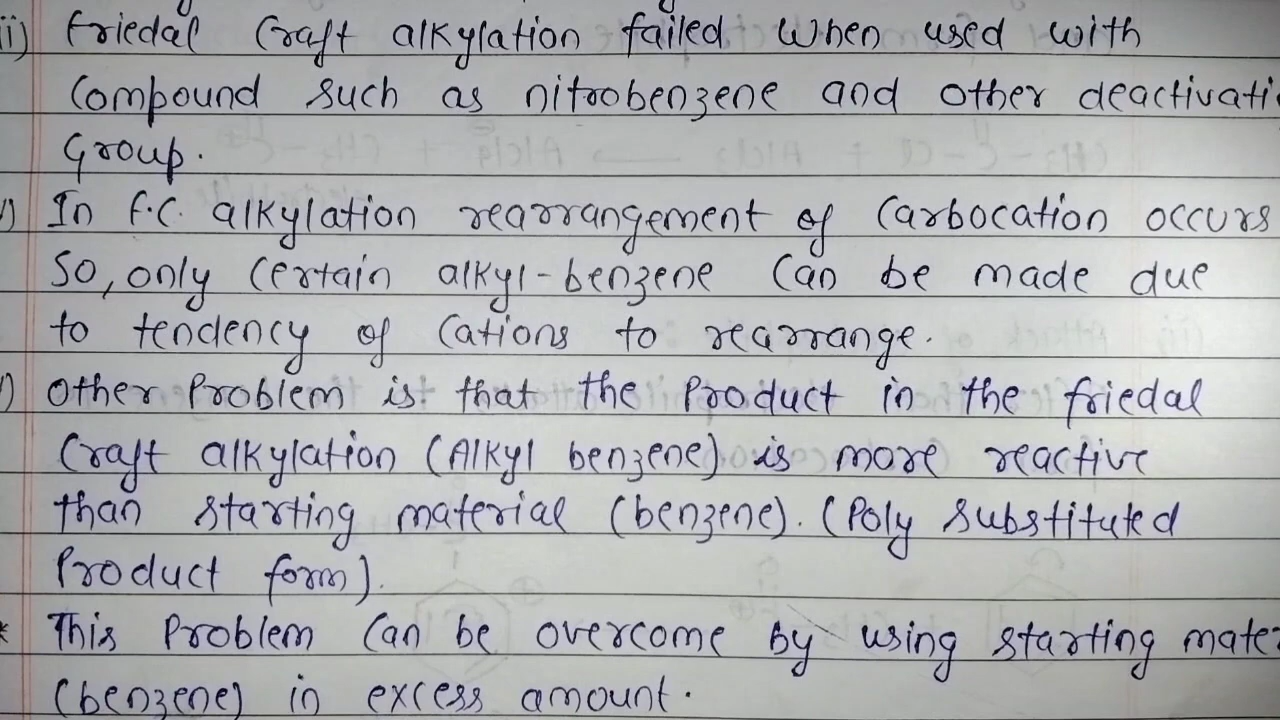 ii) Friedal Craft alkylation failed when used with
Compound such as nitrobenzene and other deactivati
Group.
) In F.C. alkylation rearrangement of Carbocation occurs
So, only Certain alkyl-benzene Can be made due
to tendency of Cations to rearrange.
) Other Problem is that the Product in the friedal
Craft alkylation (Alkyl benzene) is more reactive
than starting material (benzene). (Poly Substituted
Product form).
* This Problem Can be overcome by using starting mater
(benzene) in excess amount.